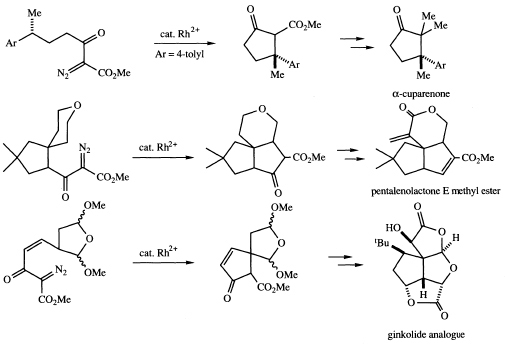 Me
Ar
O
N2
CO2Me
cat. Rh2+
Ar = 4-tolyl
O
CO2Me
Ar
Me
O
Me
Me
Ar
Me
α-cuparenone
O
N2
CO2Me
O
cat. Rh2+
O
CO2Me
O
O
O
CO2Me
pentalenolactone E methyl ester
OMe
O
OMe
O
N2
CO2Me
cat. Rh2+
OMe
O
OMe
O
CO2Me
O
HO
O
H
tBu
O
H
O
O
ginkolide analogue